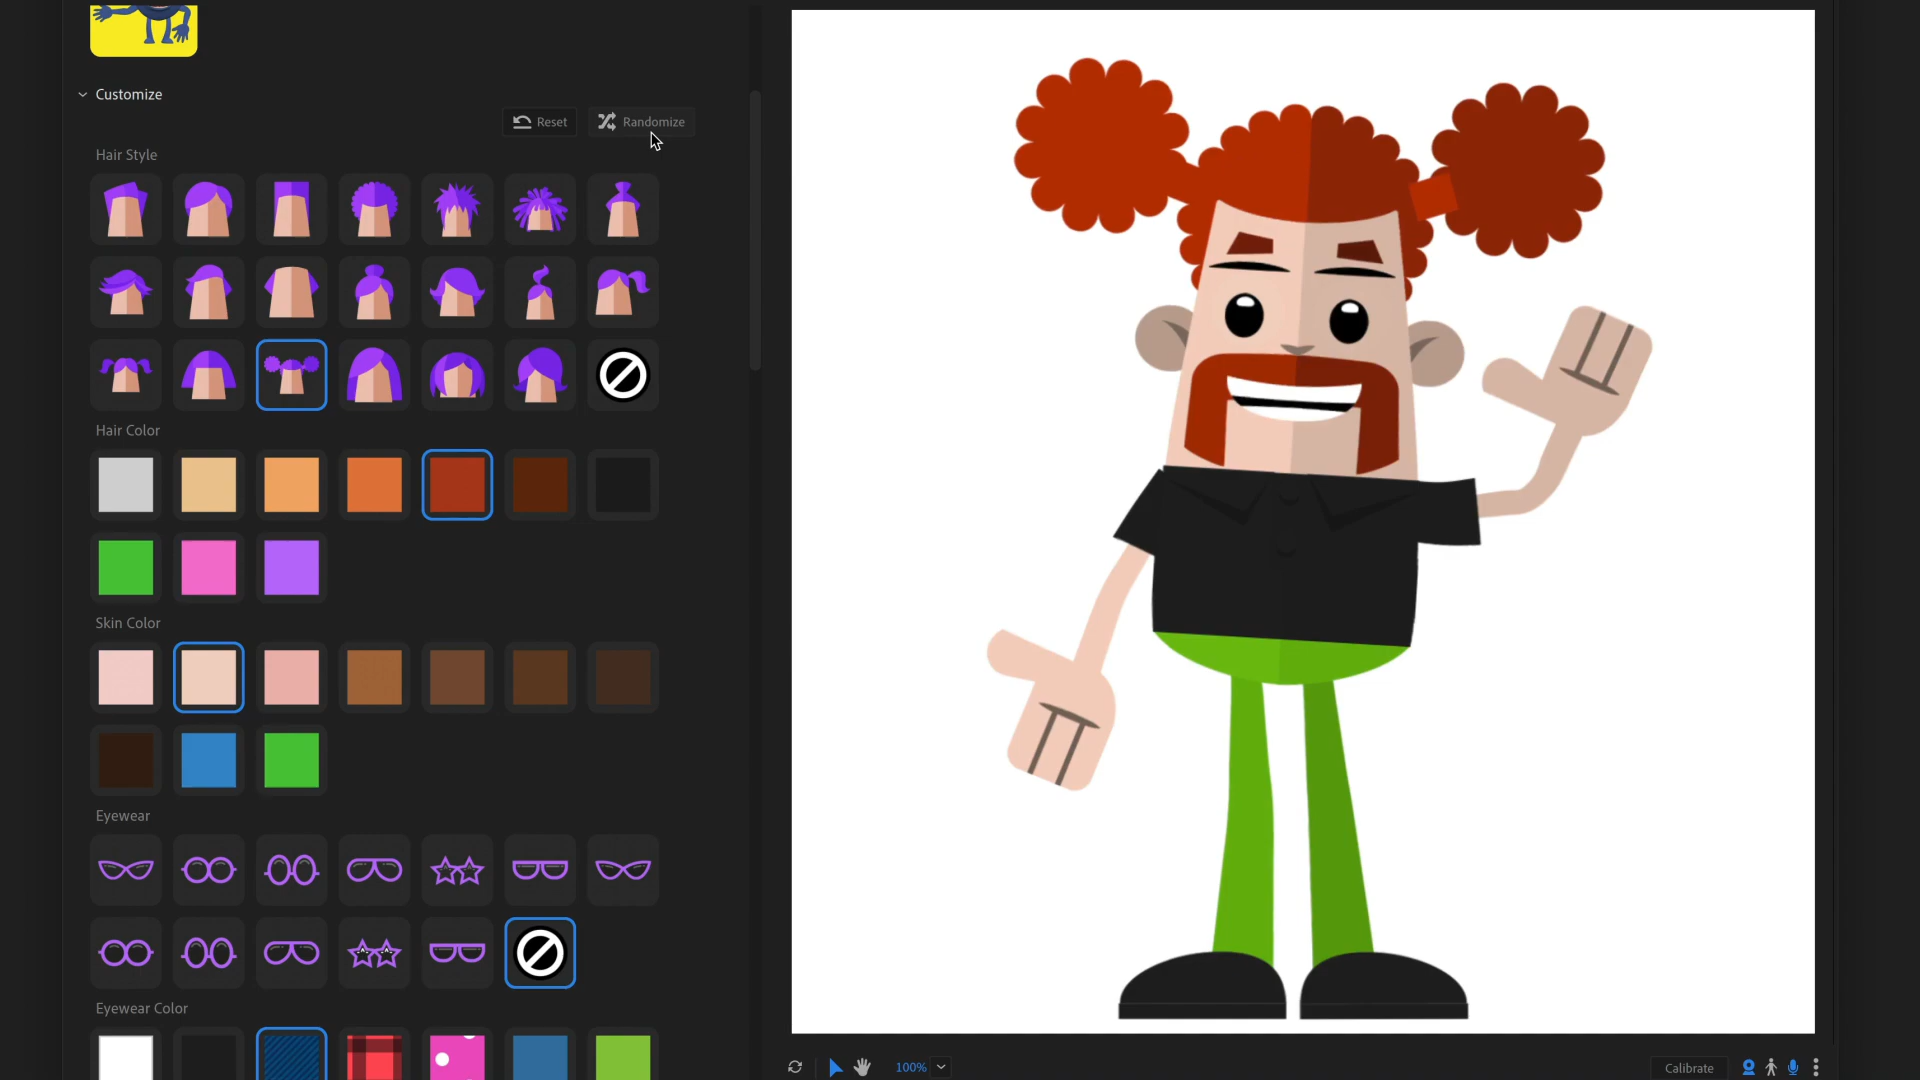 Customize
Reset
Randomize
Hair Style
Hair Color
Skin Color
Eyewear
Eyewear Color
100%
Calibrate